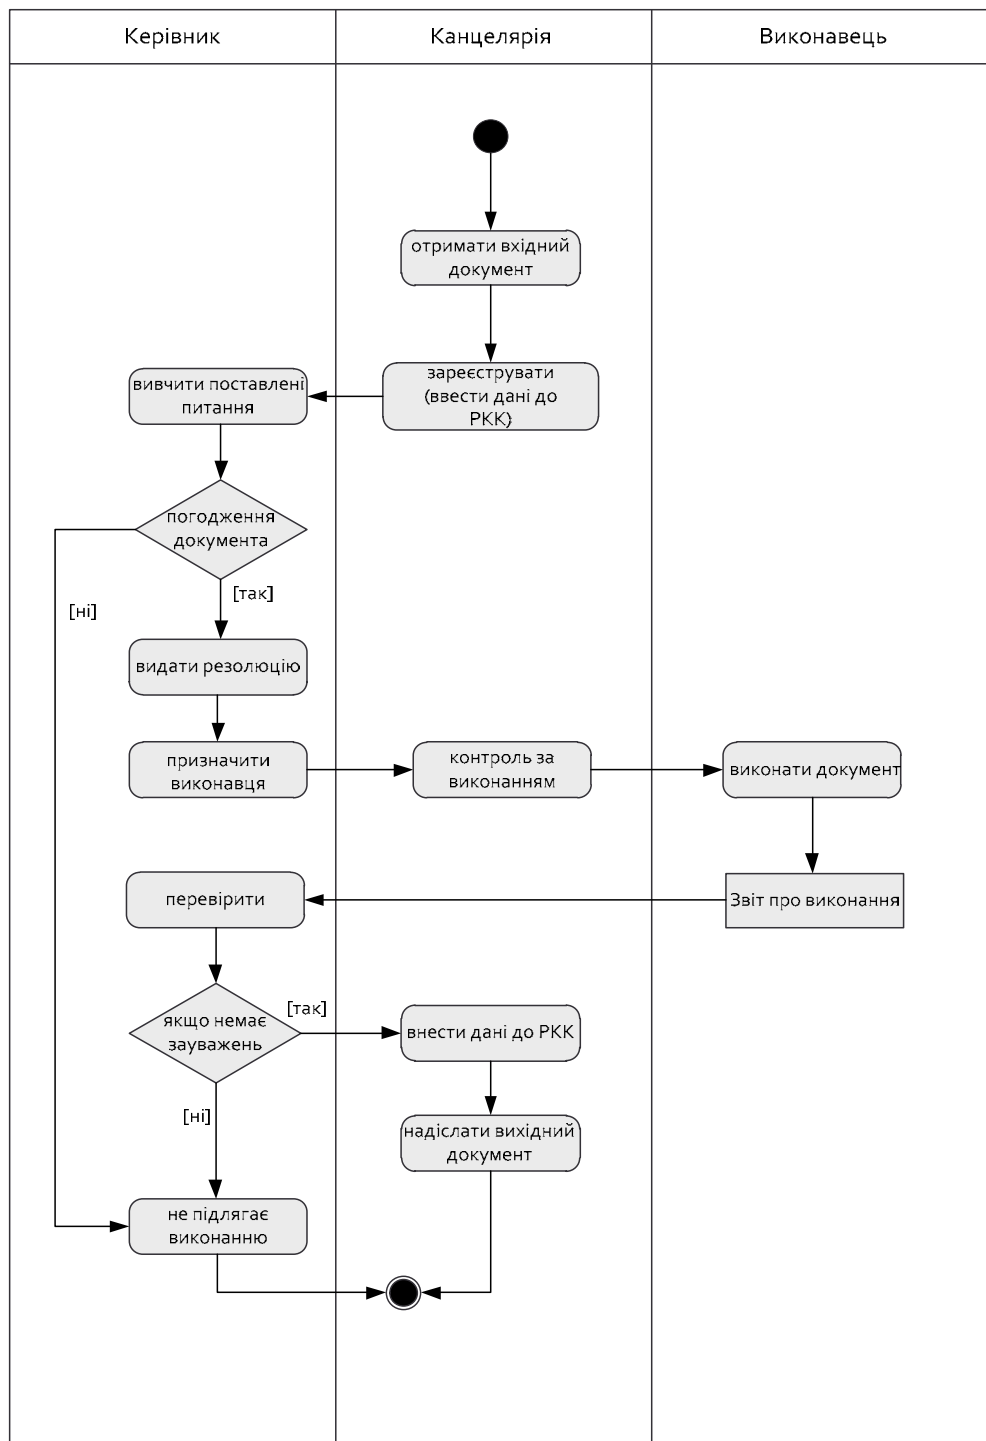 Керівник
Канцелярія
Виконавець
отримати вхідний
документ
зареєструвати
(ввести дані до
РКК)
вивчити поставлені
питання
погодження
документа
[так]
[ні]
видати резолюцію
призначити
виконавця
контроль за
виконанням
виконати документ
Звіт про виконання
перевірити
якщо немає
зауважень
[так]
внести дані до РКК
[ні]
надіслати вихідний
документ
не підлягає
виконанню